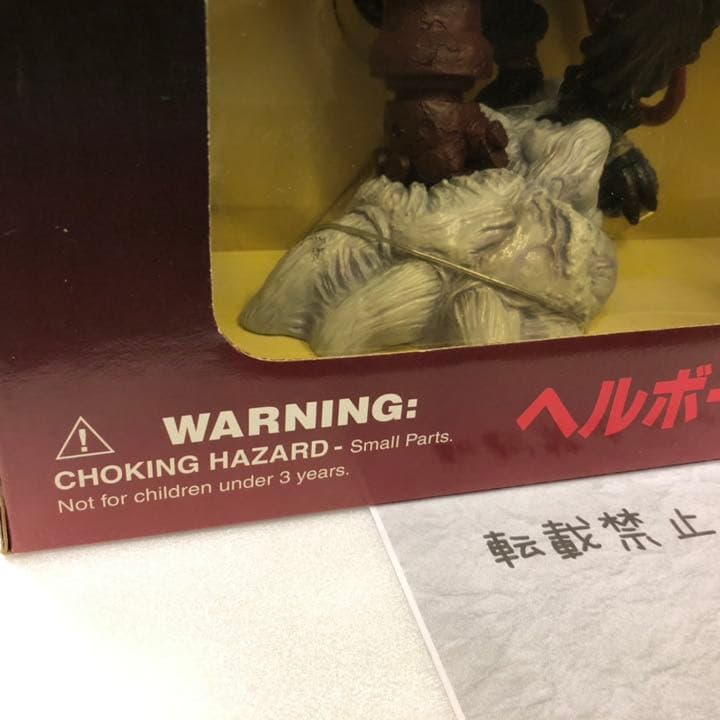 WARNING:
CHOKING HAZARD - Small Parts.
Not for children under 3 years.
ヘルボー
転載禁止